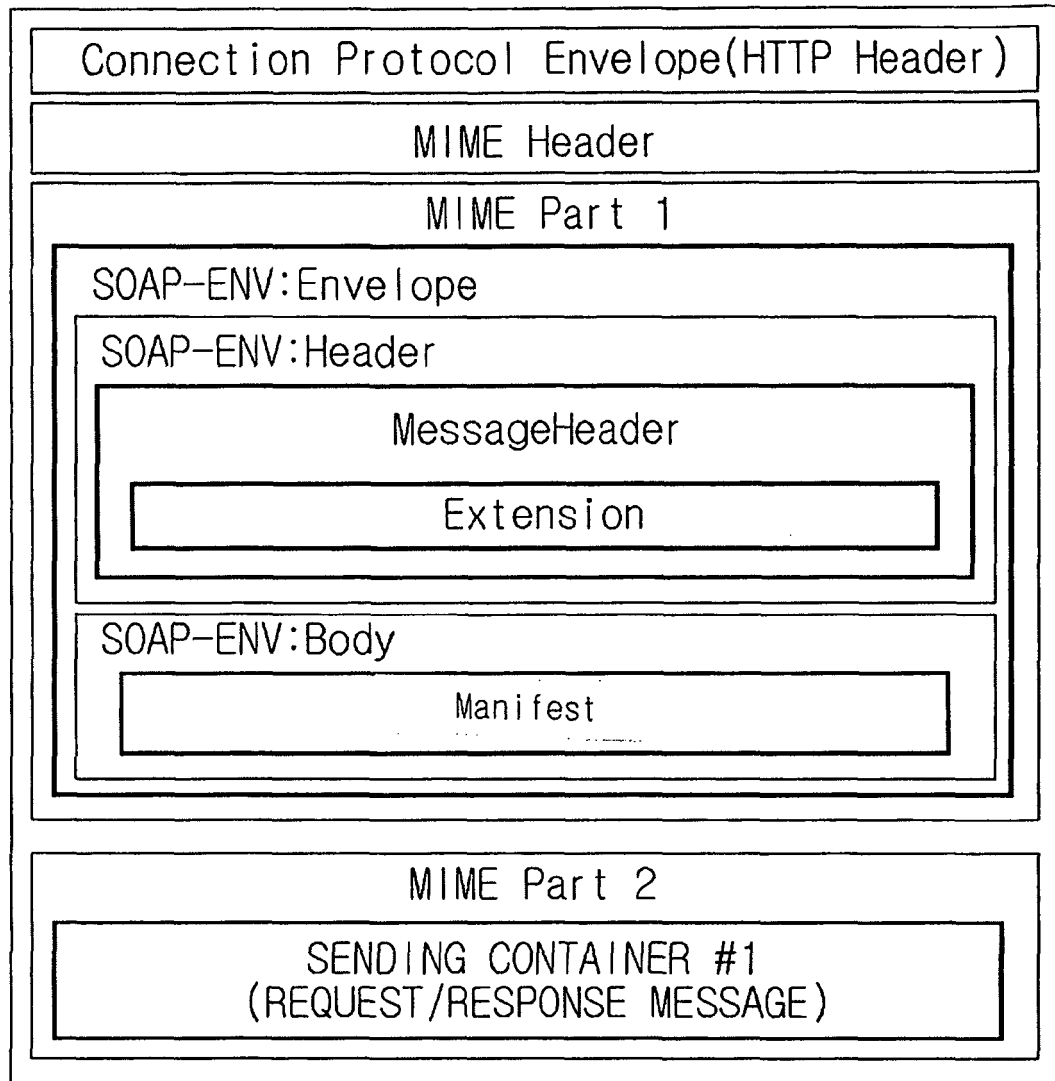 Connection Protocol Envelope(HTTP Header)
MIME Header
MIME Part 1
SOAP-ENV:Envelope
SOAP-ENV:Header
MessageHeader
Extension
SOAP-ENV:Body
Manifest
MIME Part 2
SENDING CONTAINER #1
(REQUEST/RESPONSE MESSAGE)